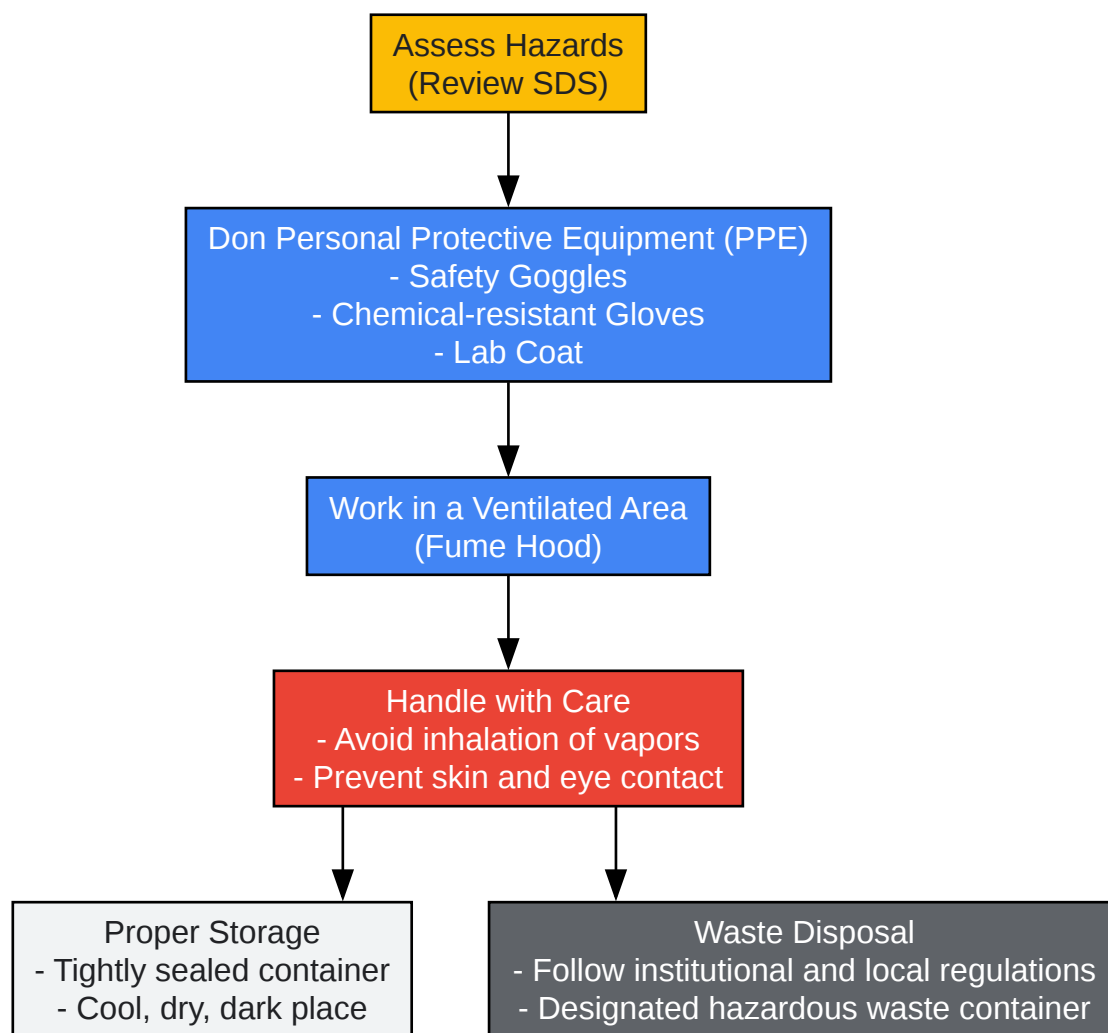 Assess Hazards
(Review SDS)
Don Personal Protective Equipment (PPE)
- Safety Goggles
- Chemical-resistant Gloves
- Lab Coat
Work in a Ventilated Area
(Fume Hood)
Handle with Care
- Avoid inhalation of vapors
- Prevent skin and eye contact
Proper Storage
- Tightly sealed container
- Cool, dry, dark place
Waste Disposal
- Follow institutional and local regulations
- Designated hazardous waste container